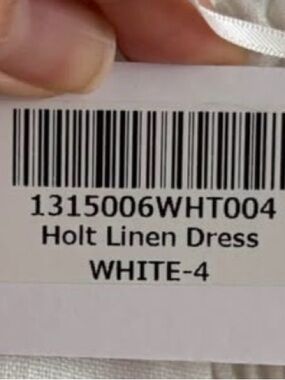 1315006WHT004
Holt Linen Dress
WHITE-4